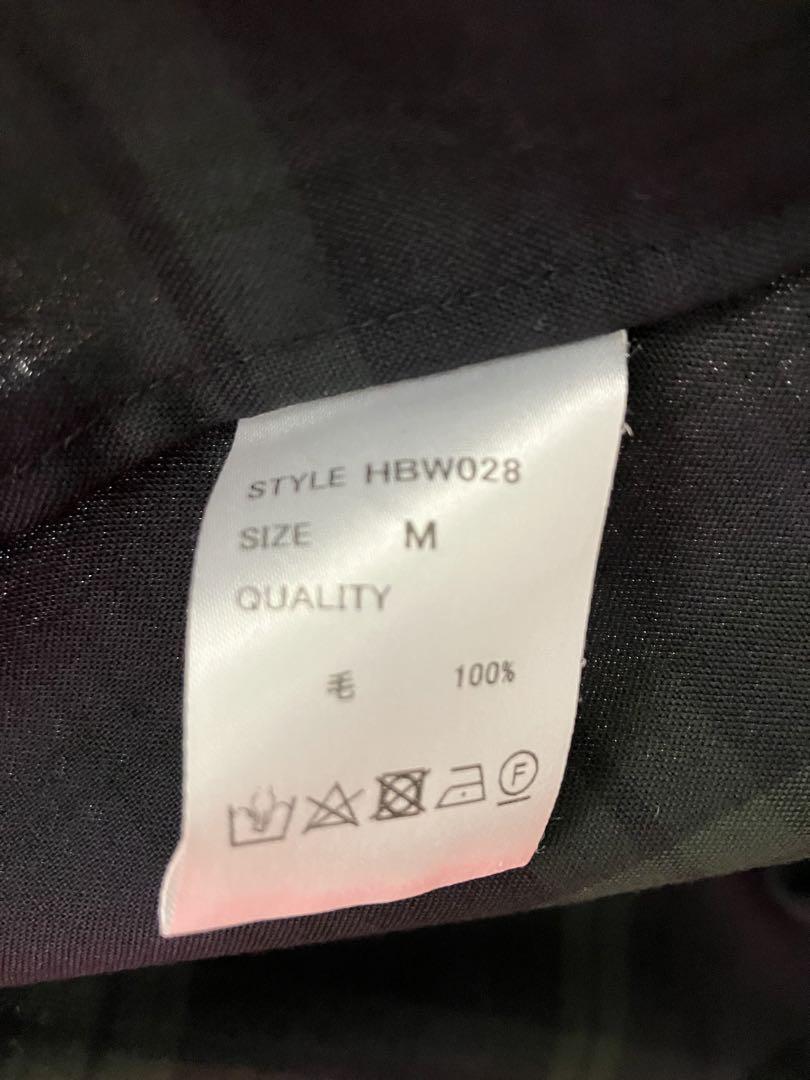 STYLE HBW028
SIZE M
QUALITY
毛 100%
F